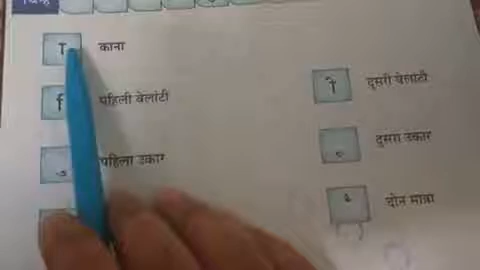 चिन्ह
ा काना
ि पहिली वेलांटी
ी दुसरी वेलांटी
ु पहिला उकार
ू दुसरा उकार
ै दोन मात्रा